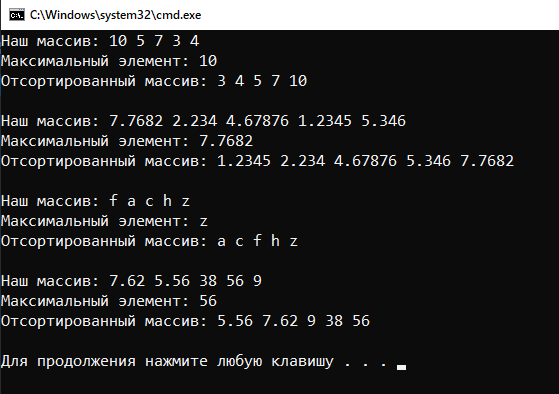 C:\Windows\system32\cmd.exe
Наш массив: 10 5 7 3 4
Максимальный элемент: 10
Отсортированный массив: 3 4 5 7 10
Наш массив: 7.7682 2.234 4.67876 1.2345 5.346
Максимальный элемент: 7.7682
Отсортированный массив: 1.2345 2.234 4.67876 5.346 7.7682
Наш массив: f a c h z
Максимальный элемент: z
Отсортированный массив: a c f h z
Наш массив: 7.62 5.56 38 56 9
Максимальный элемент: 56
Отсортированный массив: 5.56 7.62 9 38 56
Для продолжения нажмите любую клавишу . . .